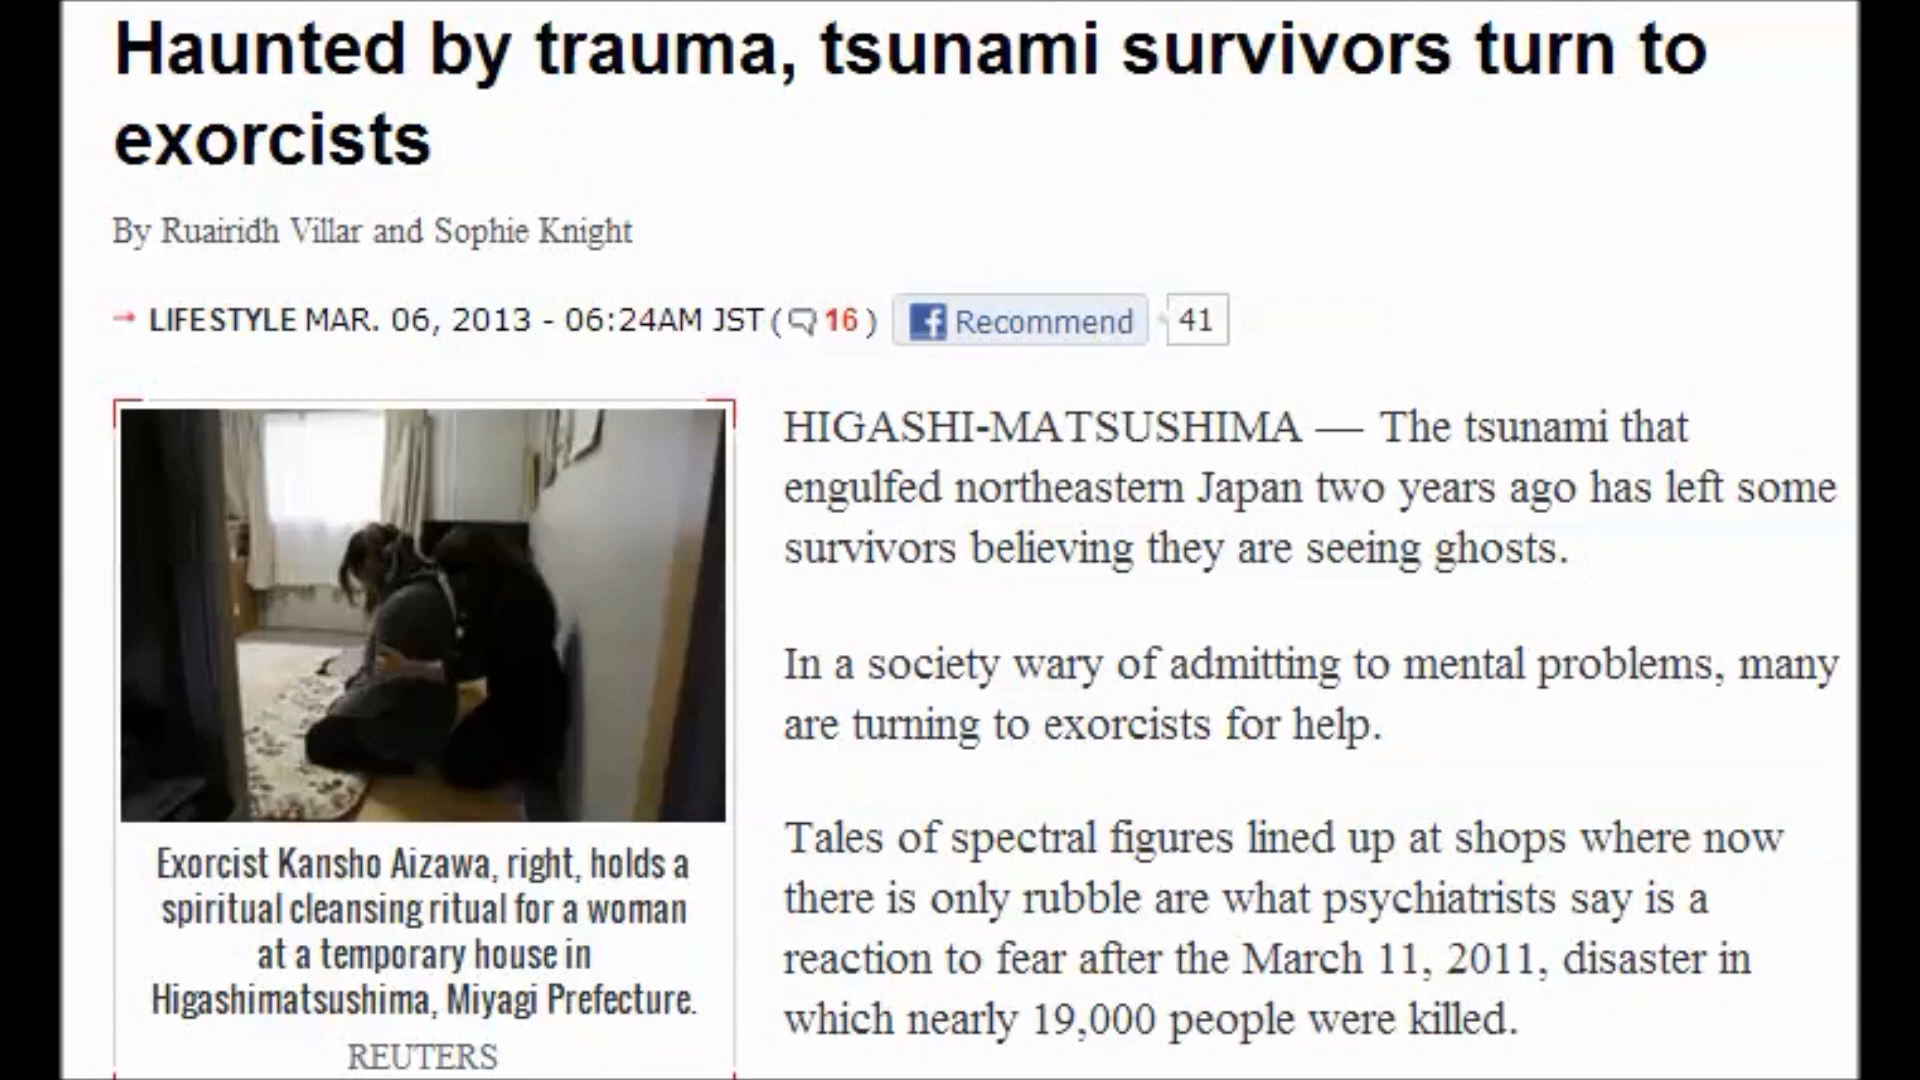 Haunted by trauma, tsunami survivors turn to
exorcists
By Ruairidh Villar and Sophie Knight
LIFESTYLE MAR. 06, 2013 - 06:24AM JST ( 16 )
Recommend
41
HIGASHI-MATSUSHIMA — The tsunami that
engulfed northeastern Japan two years ago has left some
survivors believing they are seeing ghosts.
In a society wary of admitting to mental problems, many
are turning to exorcists for help.
Tales of spectral figures lined up at shops where now
there is only rubble are what psychiatrists say is a
reaction to fear after the March 11, 2011, disaster in
which nearly 19,000 people were killed.
Exorcist Kansho Aizawa, right, holds a
spiritual cleansing ritual for a woman
at a temporary house in
Higashimatsushima, Miyagi Prefecture.
REUTERS